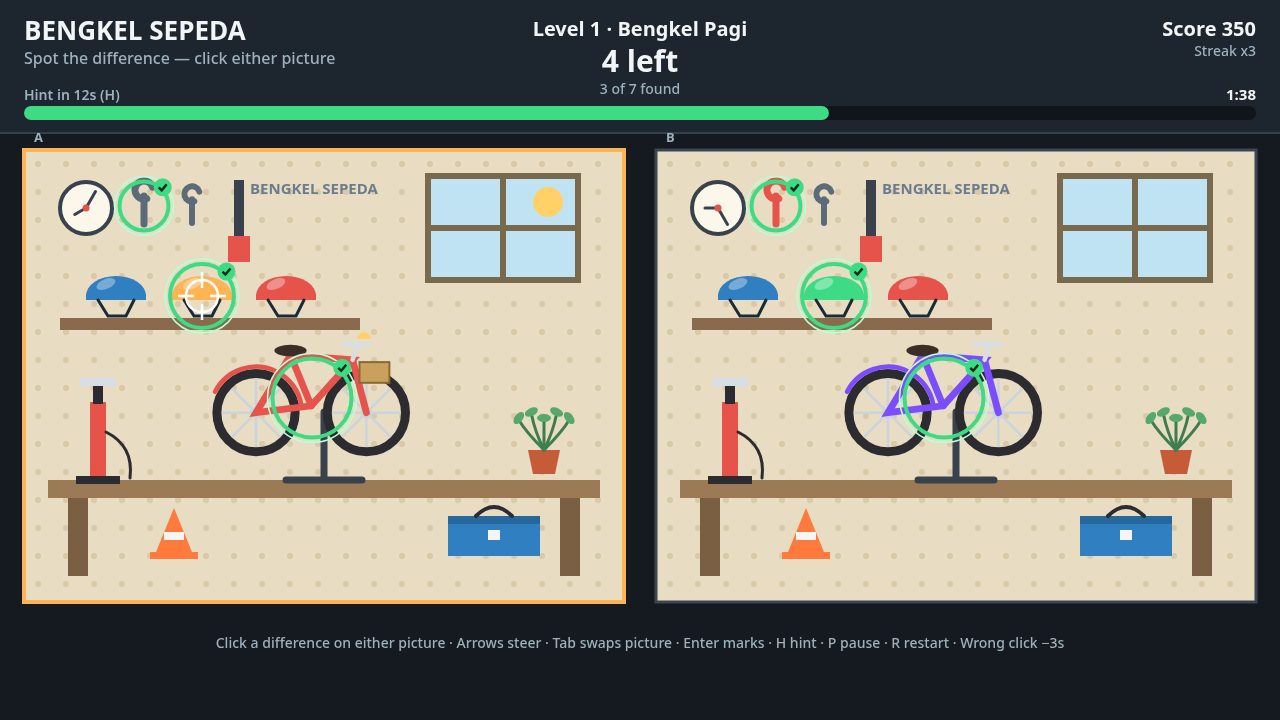 BENGKEL SEPEDA
Spot the difference — click either picture
Level 1 · Bengkel Pagi
4 left
3 of 7 found
Score 350
Streak x3
Hint in 12s (H)
1:38
A
B
BENGKEL SEPEDA
BENGKEL SEPEDA
Click a difference on either picture · Arrows steer · Tab swaps picture · Enter marks · H hint · P pause · R restart · Wrong click −3s